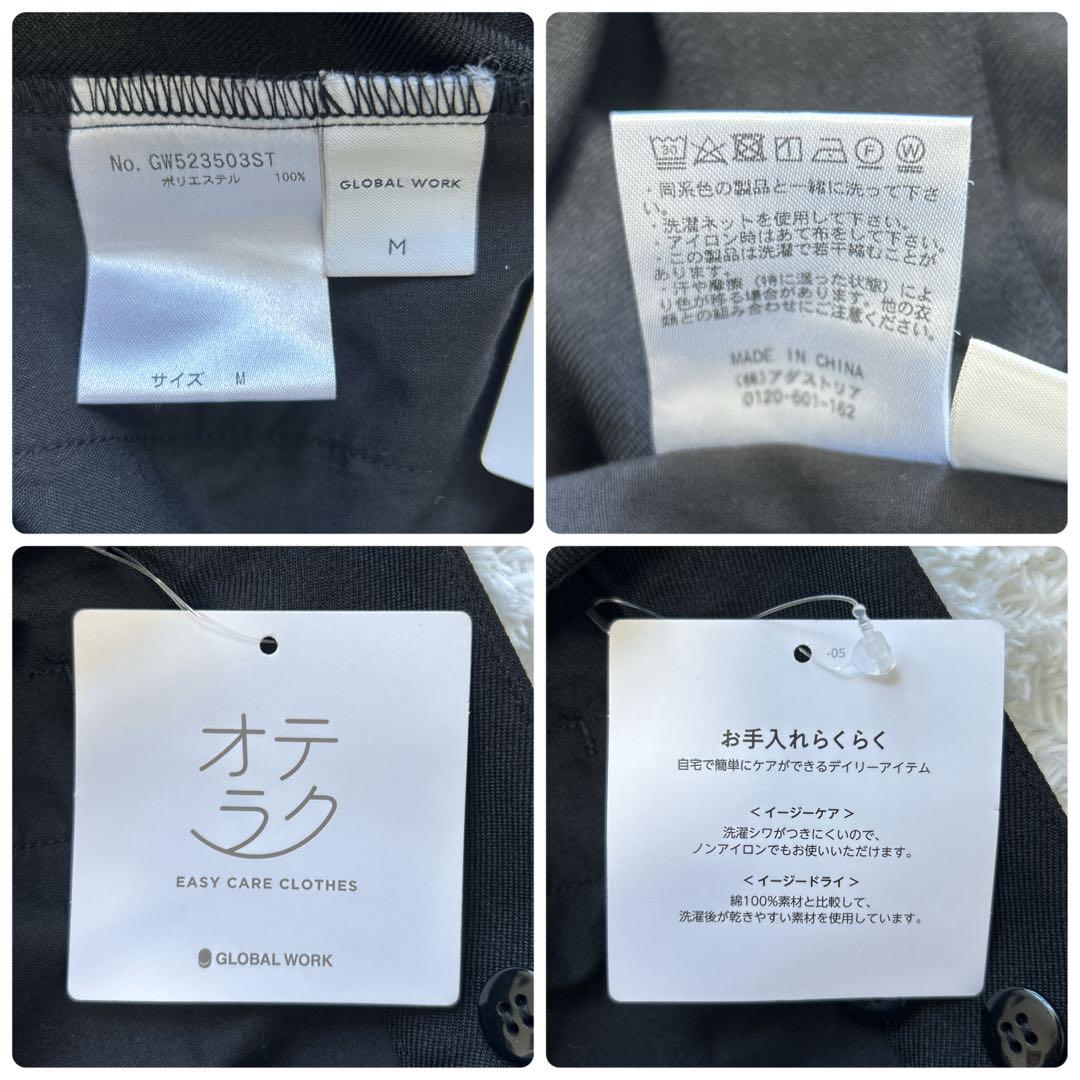 No. GW523503ST
ポリエステル 100%
サイズ M
GLOBAL WORK
M
30 F W
・同系色の製品と一緒に洗って下さ
い。
・洗濯ネットを使用して下さい。
・アイロン時はあて布をして下さい。
・この製品は洗濯で若干縮むことが
あります。
・汗や摩擦（特に湿った状態）によ
り色が移る場合があります。他の衣
類との組み合わせにご注意ください。
MADE IN CHINA
(株)アダストリア
0120-601-162
オテ
ラク
EASY CARE CLOTHES
GLOBAL WORK
-05
お手入れらくらく
自宅で簡単にケアができるデイリーアイテム
＜イージーケア＞
洗濯シワがつきにくいので、
ノンアイロンでもお使いいただけます。
＜イージードライ＞
綿100%素材と比較して、
洗濯後が乾きやすい素材を使用しています。